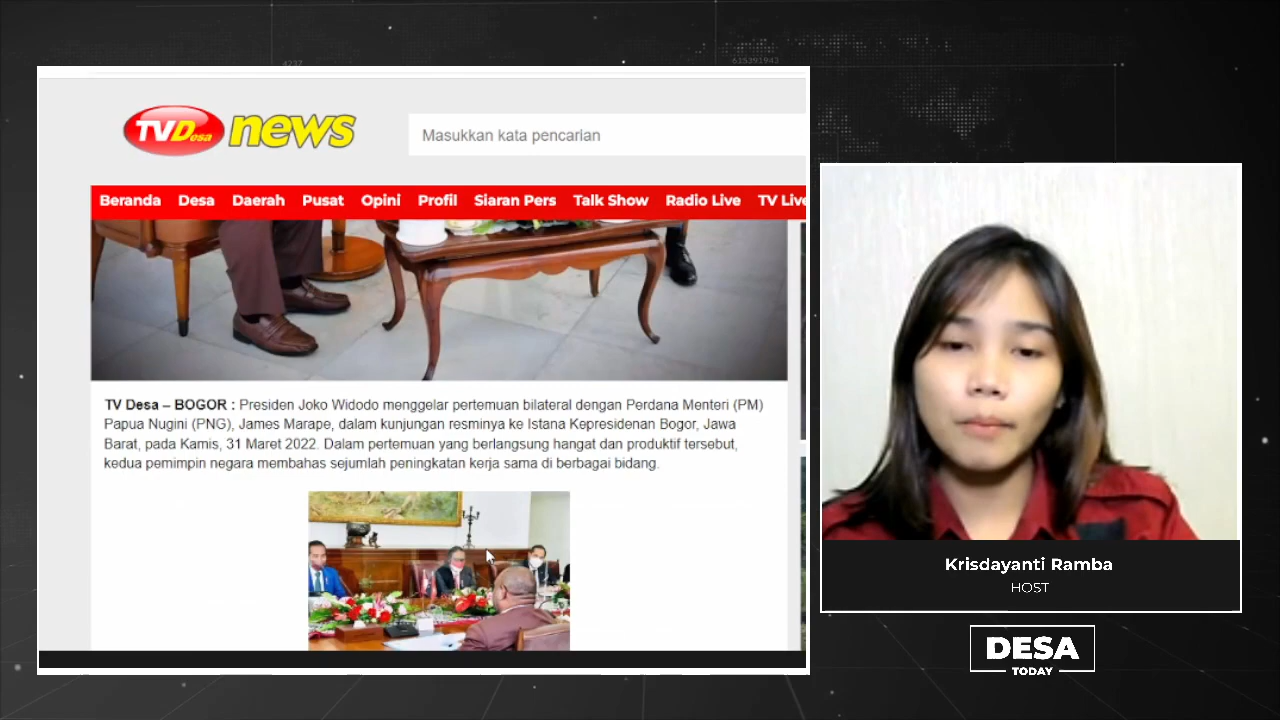 4237
615391943
TVDesa news
Masukkan kata pencarian
Beranda Desa Daerah Pusat Opini Profil Siaran Pers Talk Show Radio Live TV Live
TV Desa – BOGOR : Presiden Joko Widodo menggelar pertemuan bilateral dengan Perdana Menteri (PM)
Papua Nugini (PNG), James Marape, dalam kunjungan resminya ke Istana Kepresidenan Bogor, Jawa
Barat, pada Kamis, 31 Maret 2022. Dalam pertemuan yang berlangsung hangat dan produktif tersebut,
kedua pemimpin negara membahas sejumlah peningkatan kerja sama di berbagai bidang.
Krisdayanti Ramba
HOST
DESA
TODAY